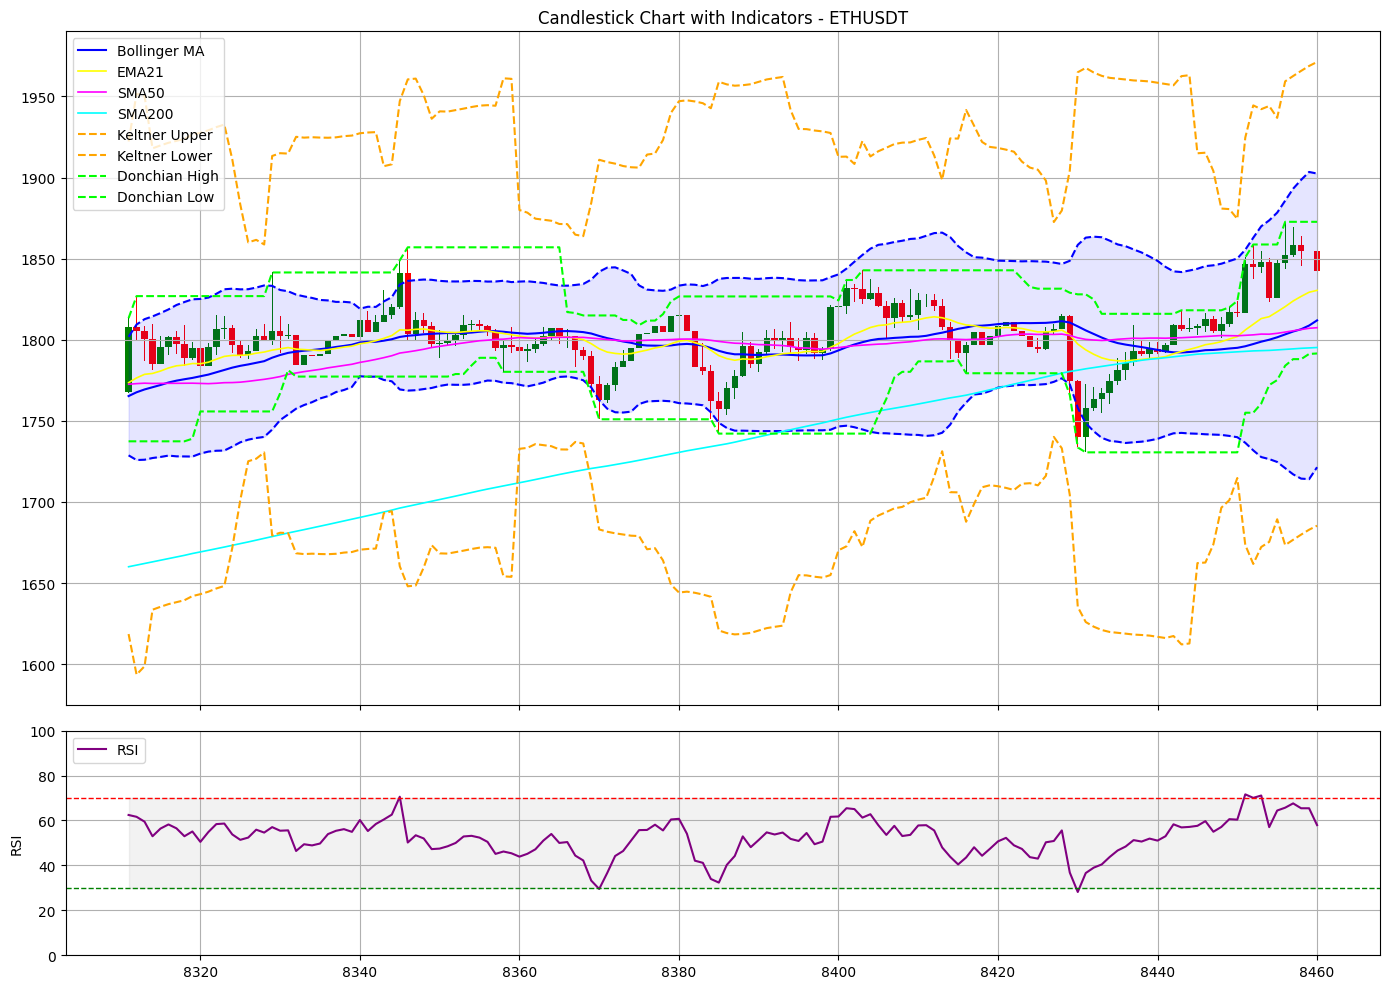 Candlestick Chart with Indicators - ETHUSDT
Bollinger MA
EMA21
SMA50
SMA200
Keltner Upper
Keltner Lower
Donchian High
Donchian Low
1950
1900
1850
1800
1750
1700
1650
1600
RSI
100
80
60
40
20
0
RSI
8320
8340
8360
8380
8400
8420
8440
8460